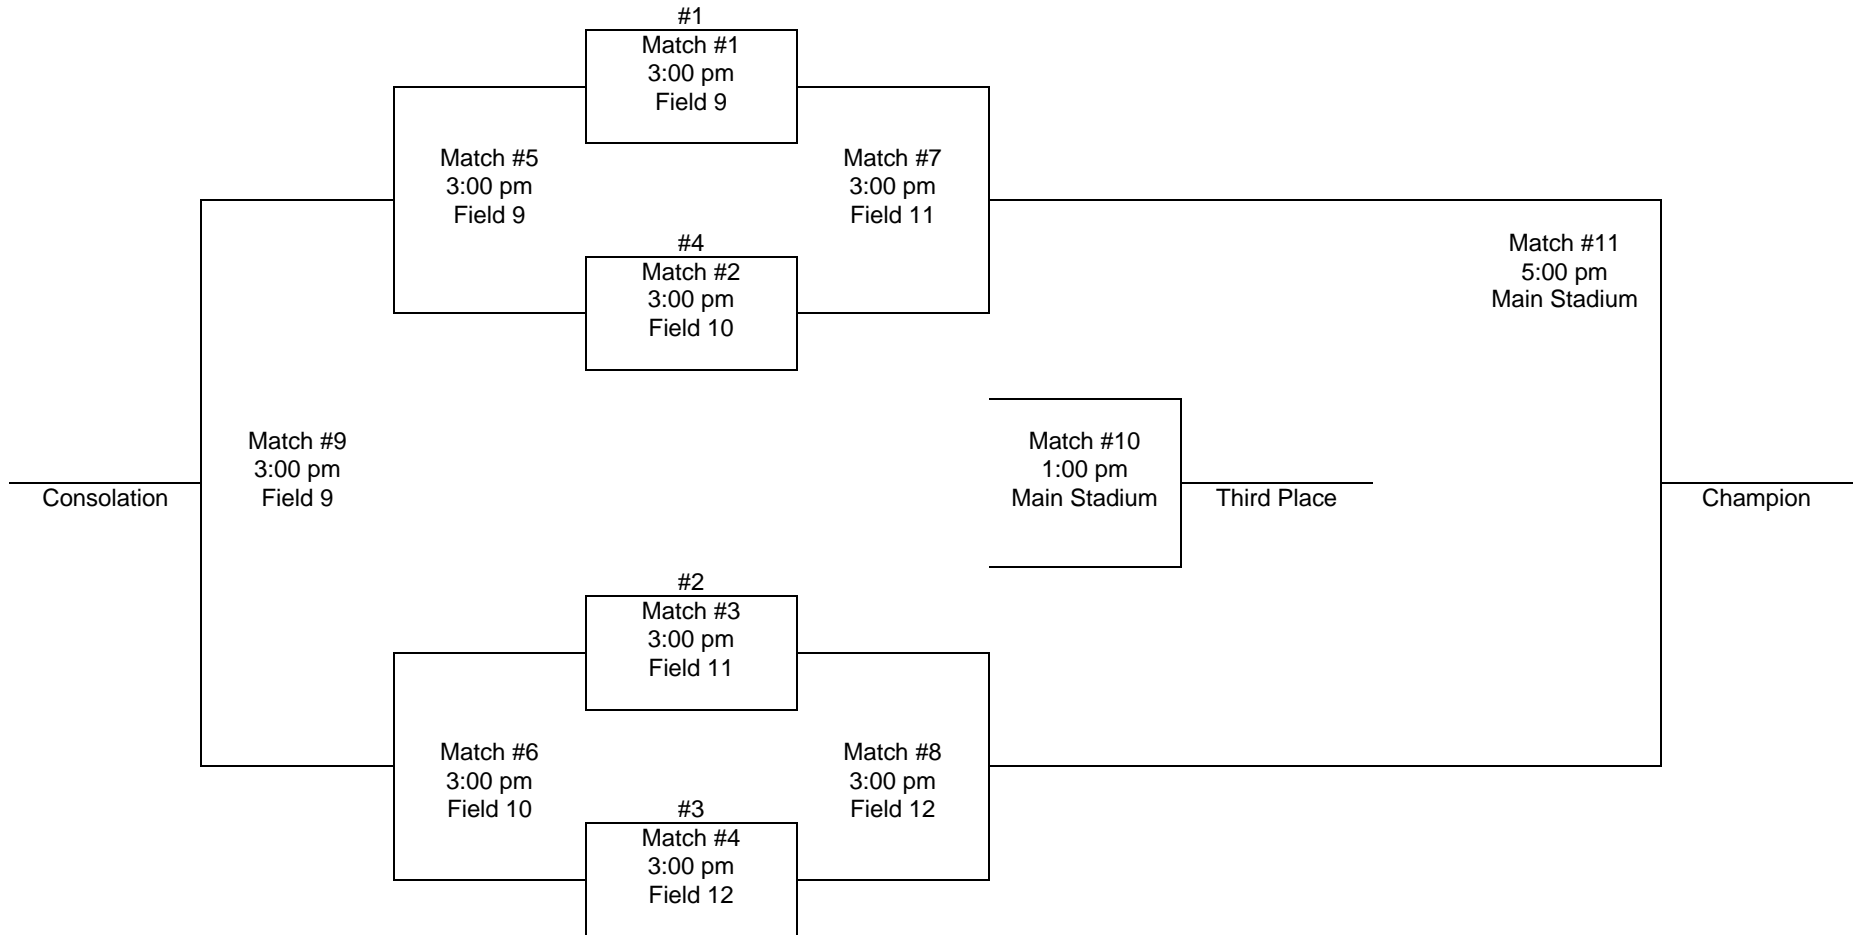 #1
Match #1
3:00 pm
Field 9
Match #5
3:00 pm
Field 9
Match #7
3:00 pm
Field 11
#4
Match #2
3:00 pm
Field 10
Match #11
5:00 pm
Main Stadium
Match #9
3:00 pm
Field 9
Consolation
Match #10
1:00 pm
Main Stadium
Third Place
Champion
#2
Match #3
3:00 pm
Field 11
Match #6
3:00 pm
Field 10
Match #8
3:00 pm
Field 12
#3
Match #4
3:00 pm
Field 12